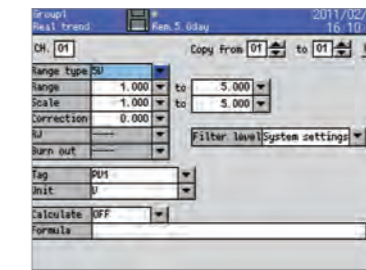 Group1 2011/02/
Real trend Rem.5.0day 16:10
CH. 01 Copy from 01 to 01
Range type 5V
Range 1.000 to 5.000
Scale 1.000 to 5.000
Correction 0.000
RJ ----
Filter level System settings
Burn out ----
Tag PV1
Unit V
Calculate OFF
Formula